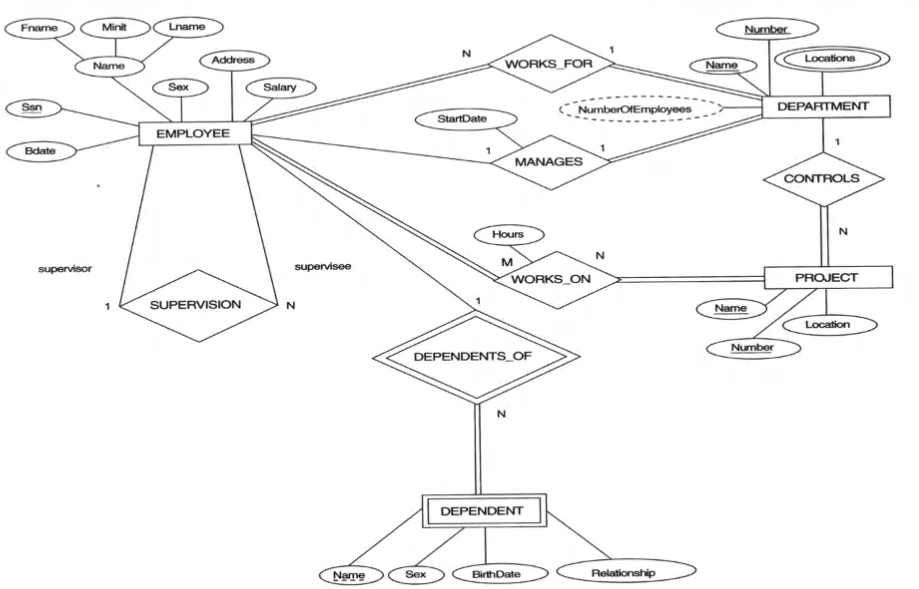 Fname
Minit
Lname
Name
Address
Sex
Salary
Ssn
Bdate
EMPLOYEE
N
WORKS_FOR
1
Number
Name
Locations
NumberOfEmployees
DEPARTMENT
StartDate
1
MANAGES
1
1
CONTROLS
N
supervisor
supervisee
1
SUPERVISION
N
Hours
M
N
WORKS_ON
PROJECT
Name
Location
Number
1
DEPENDENTS_OF
N
DEPENDENT
Name
Sex
BirthDate
Relationship